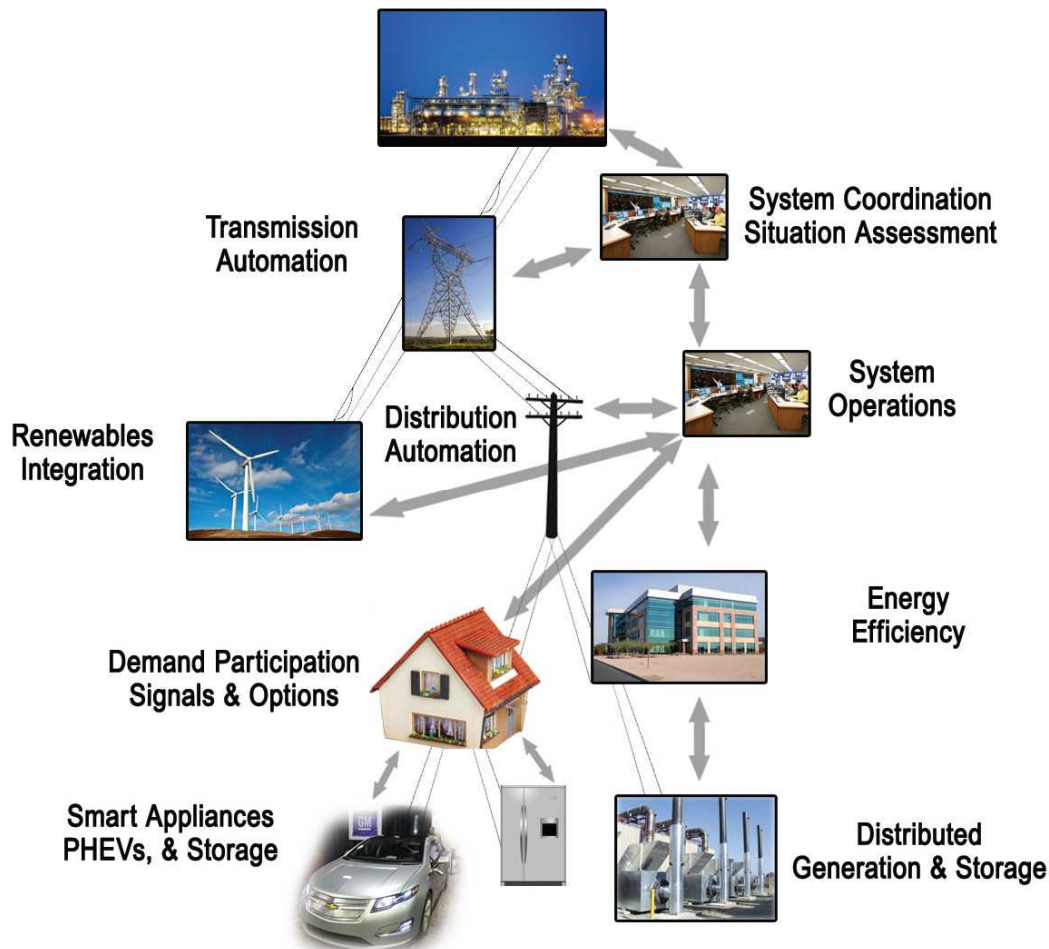 System Coordination
Situation Assessment
Transmission
Automation
System
Operations
Distribution
Automation
Renewables
Integration
Energy
Efficiency
Demand Participation
Signals & Options
Smart Appliances
PHEVs, & Storage
GM
Distributed
Generation & Storage